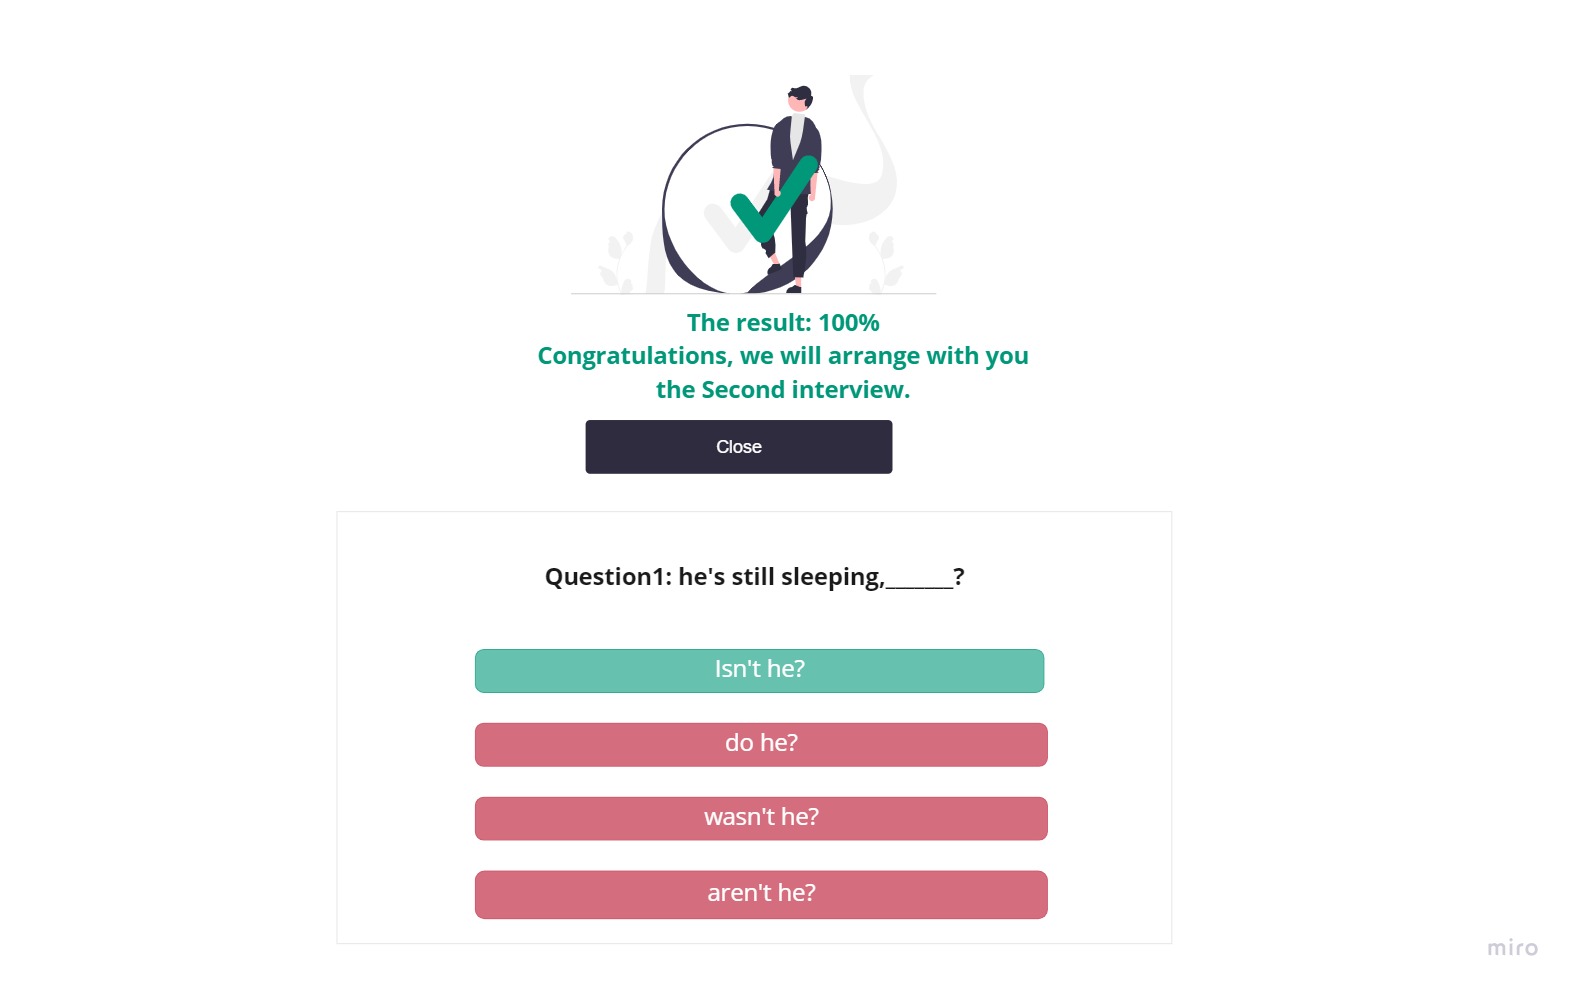 The result: 100%
Congratulations, we will arrange with you
the Second interview.
Close
Question1: he's still sleeping,_______?
Isn't he?
do he?
wasn't he?
aren't he?
miro